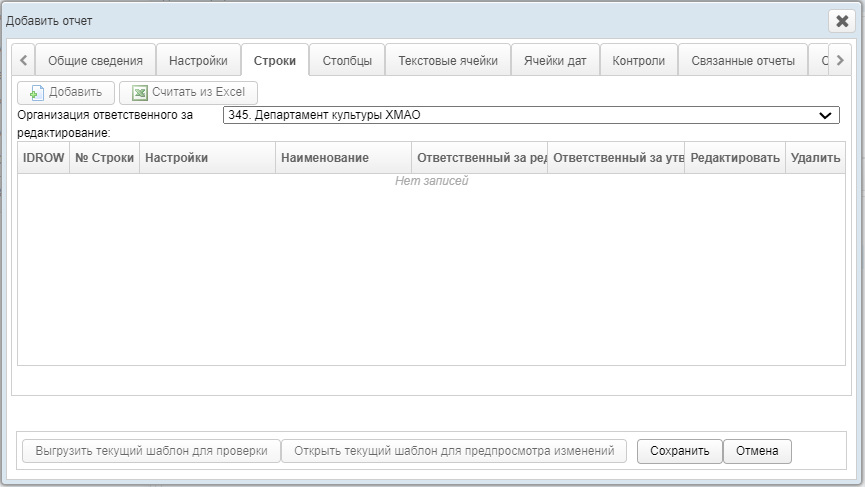 Добавить отчет
Общие сведения Настройки Строки Столбцы Текстовые ячейки Ячейки дат Контроли Связанные отчеты
Добавить Считать из Excel
Организация ответственного за 345. Департамент культуры ХМАО
редактирование:
IDROW № Строки Настройки Наименование Ответственный за ред Ответственный за утв Редактировать Удалить
Нет записей
Выгрузить текущий шаблон для проверки Открыть текущий шаблон для предпросмотра изменений Сохранить Отмена